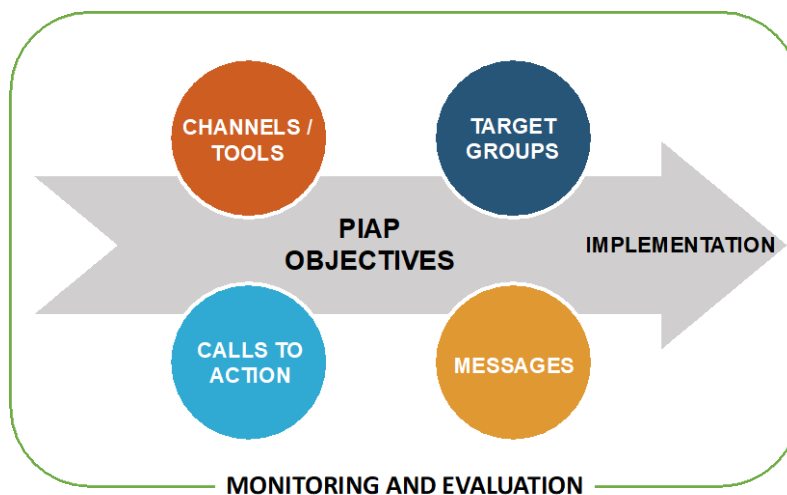 CHANNELS /
TOOLS
TARGET
GROUPS
PIAP
OBJECTIVES
IMPLEMENTATION
CALLS TO
ACTION
MESSAGES
MONITORING AND EVALUATION